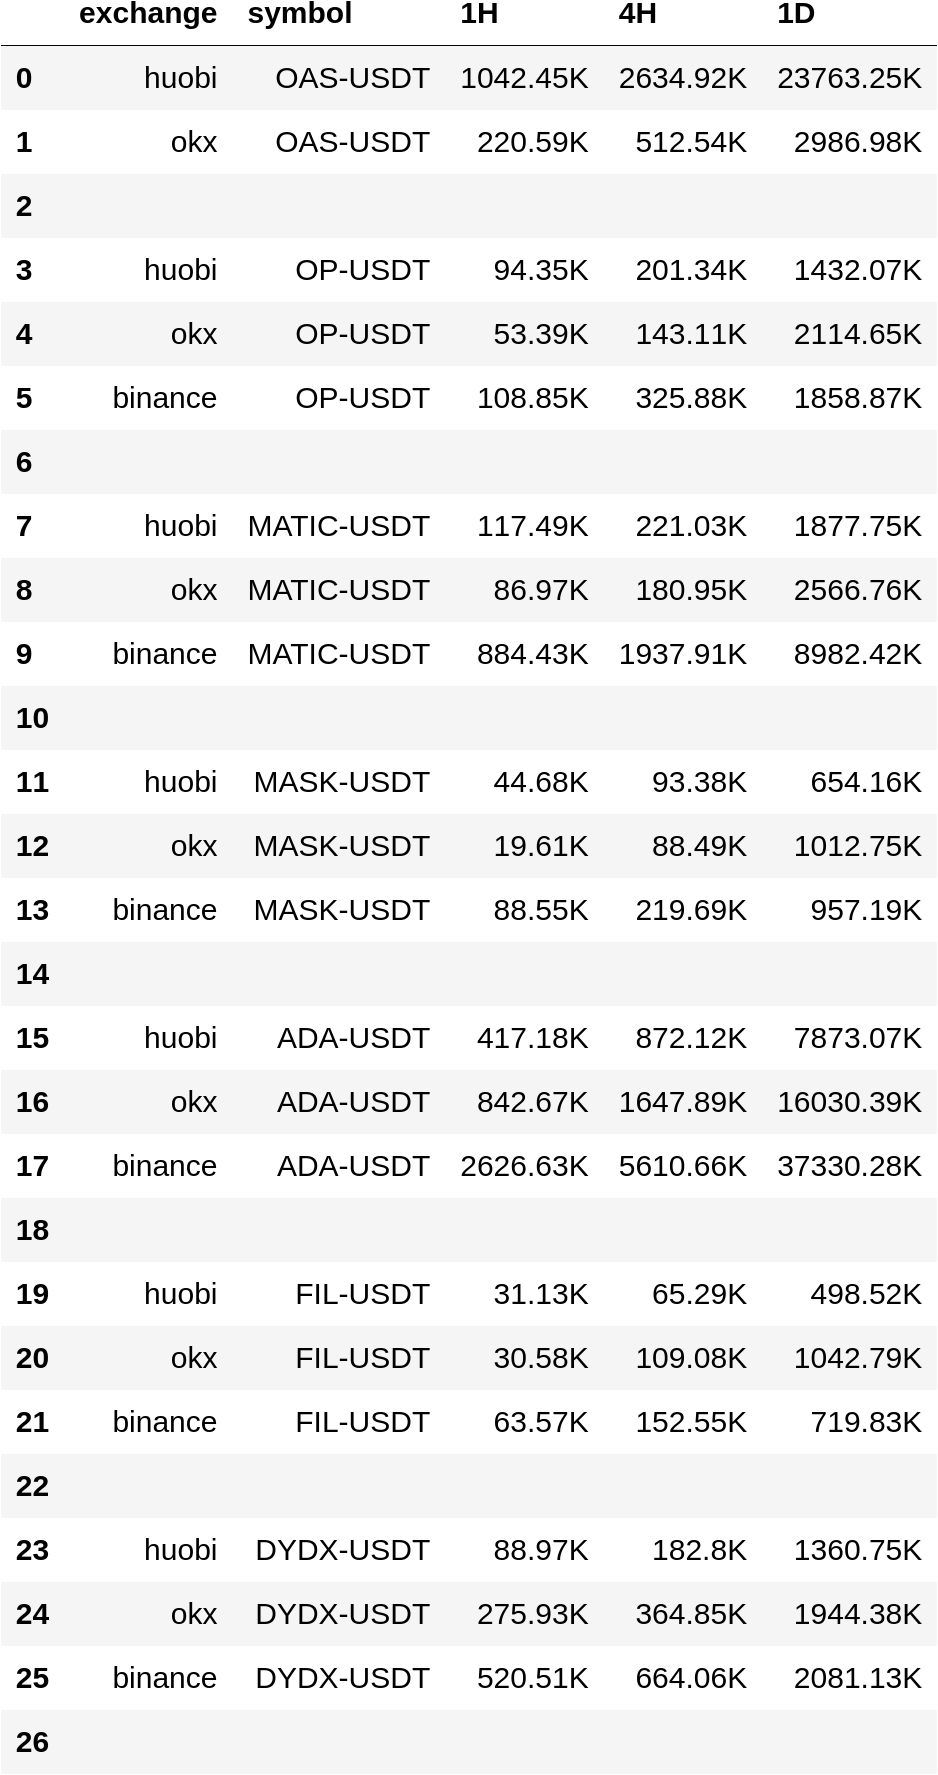 exchange symbol 1H 4H 1D
0 huobi OAS-USDT 1042.45K 2634.92K 23763.25K
1 okx OAS-USDT 220.59K 512.54K 2986.98K
2
3 huobi OP-USDT 94.35K 201.34K 1432.07K
4 okx OP-USDT 53.39K 143.11K 2114.65K
5 binance OP-USDT 108.85K 325.88K 1858.87K
6
7 huobi MATIC-USDT 117.49K 221.03K 1877.75K
8 okx MATIC-USDT 86.97K 180.95K 2566.76K
9 binance MATIC-USDT 884.43K 1937.91K 8982.42K
10
11 huobi MASK-USDT 44.68K 93.38K 654.16K
12 okx MASK-USDT 19.61K 88.49K 1012.75K
13 binance MASK-USDT 88.55K 219.69K 957.19K
14
15 huobi ADA-USDT 417.18K 872.12K 7873.07K
16 okx ADA-USDT 842.67K 1647.89K 16030.39K
17 binance ADA-USDT 2626.63K 5610.66K 37330.28K
18
19 huobi FIL-USDT 31.13K 65.29K 498.52K
20 okx FIL-USDT 30.58K 109.08K 1042.79K
21 binance FIL-USDT 63.57K 152.55K 719.83K
22
23 huobi DYDX-USDT 88.97K 182.8K 1360.75K
24 okx DYDX-USDT 275.93K 364.85K 1944.38K
25 binance DYDX-USDT 520.51K 664.06K 2081.13K
26